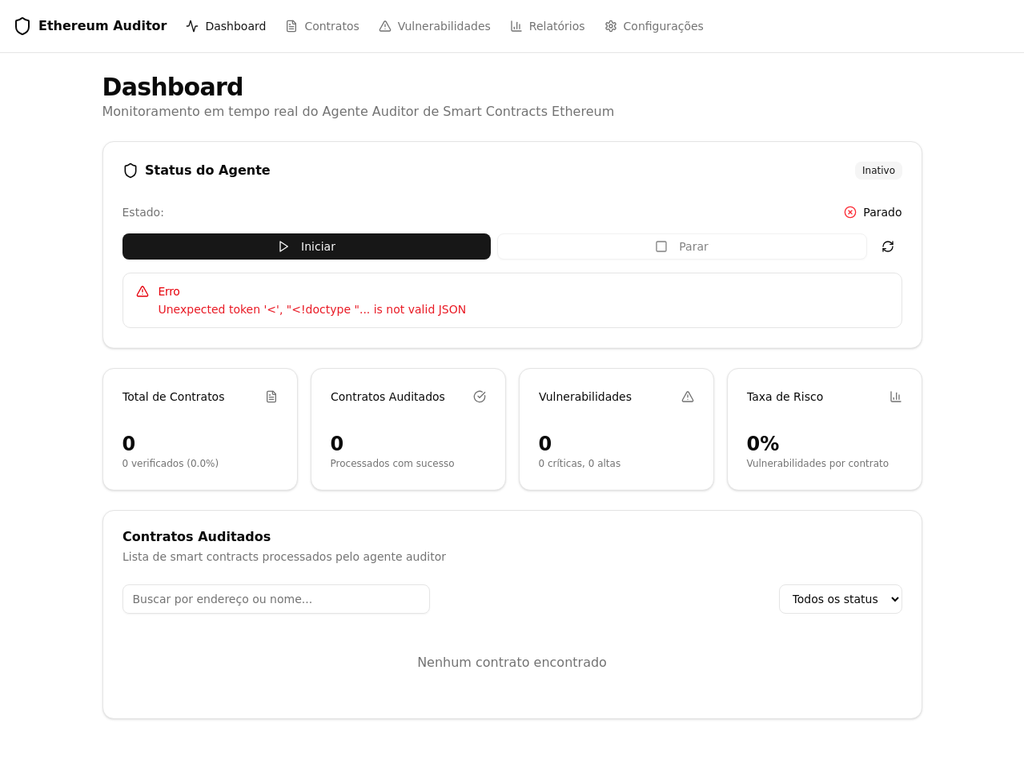 Ethereum Auditor
Dashboard
Contratos
Vulnerabilidades
Relatórios
Configurações
Dashboard
Monitoramento em tempo real do Agente Auditor de Smart Contracts Ethereum
Status do Agente
Inativo
Estado:
Parado
Iniciar
Parar
Erro
Unexpected token '<', "<!doctype "... is not valid JSON
Total de Contratos
0
0 verificados (0.0%)
Contratos Auditados
0
Processados com sucesso
Vulnerabilidades
0
0 críticas, 0 altas
Taxa de Risco
0%
Vulnerabilidades por contrato
Contratos Auditados
Lista de smart contracts processados pelo agente auditor
Buscar por endereço ou nome...
Todos os status
Nenhum contrato encontrado